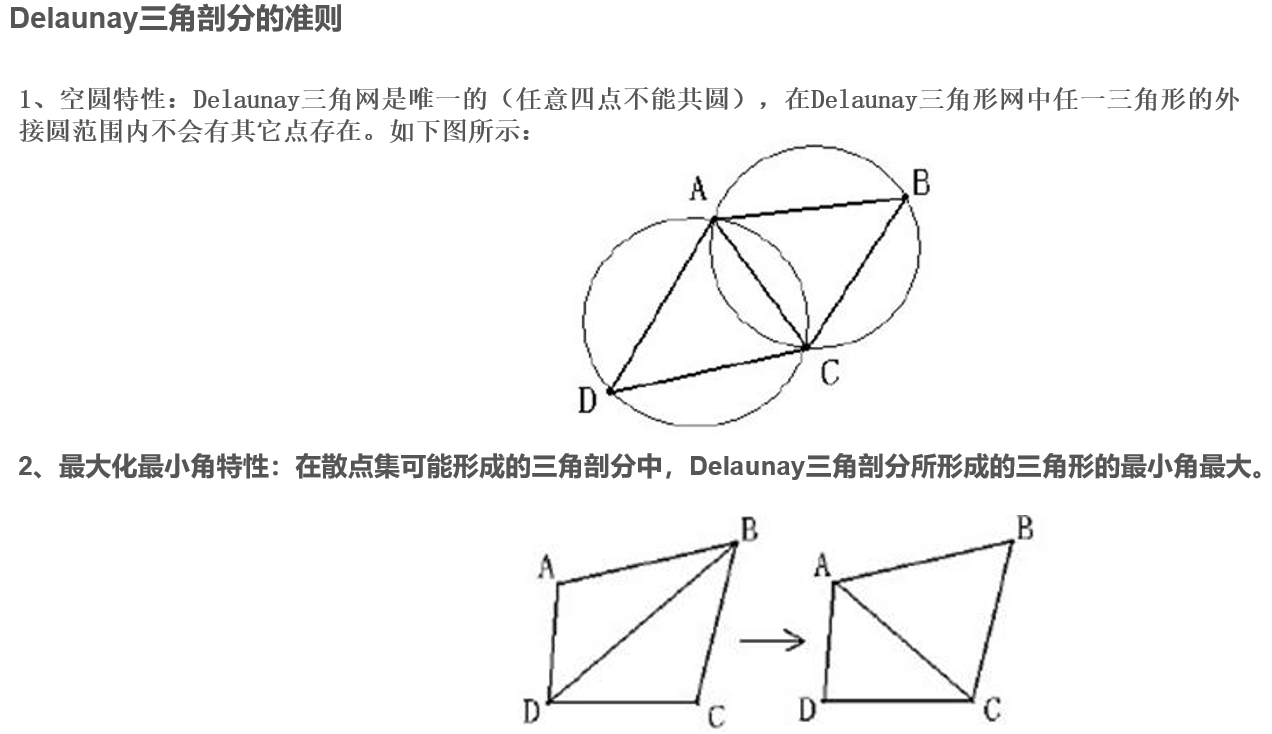 Delaunay三角剖分的准则
1、空圆特性：Delaunay三角网是唯一的（任意四点不能共圆），在Delaunay三角形网中任一三角形的外
接圆范围内不会有其它点存在。如下图所示：
A
B
C
D
2、最大化最小角特性：在散点集可能形成的三角剖分中，Delaunay三角剖分所形成的三角形的最小角最大。
A
B
D
C
A
B
D
C